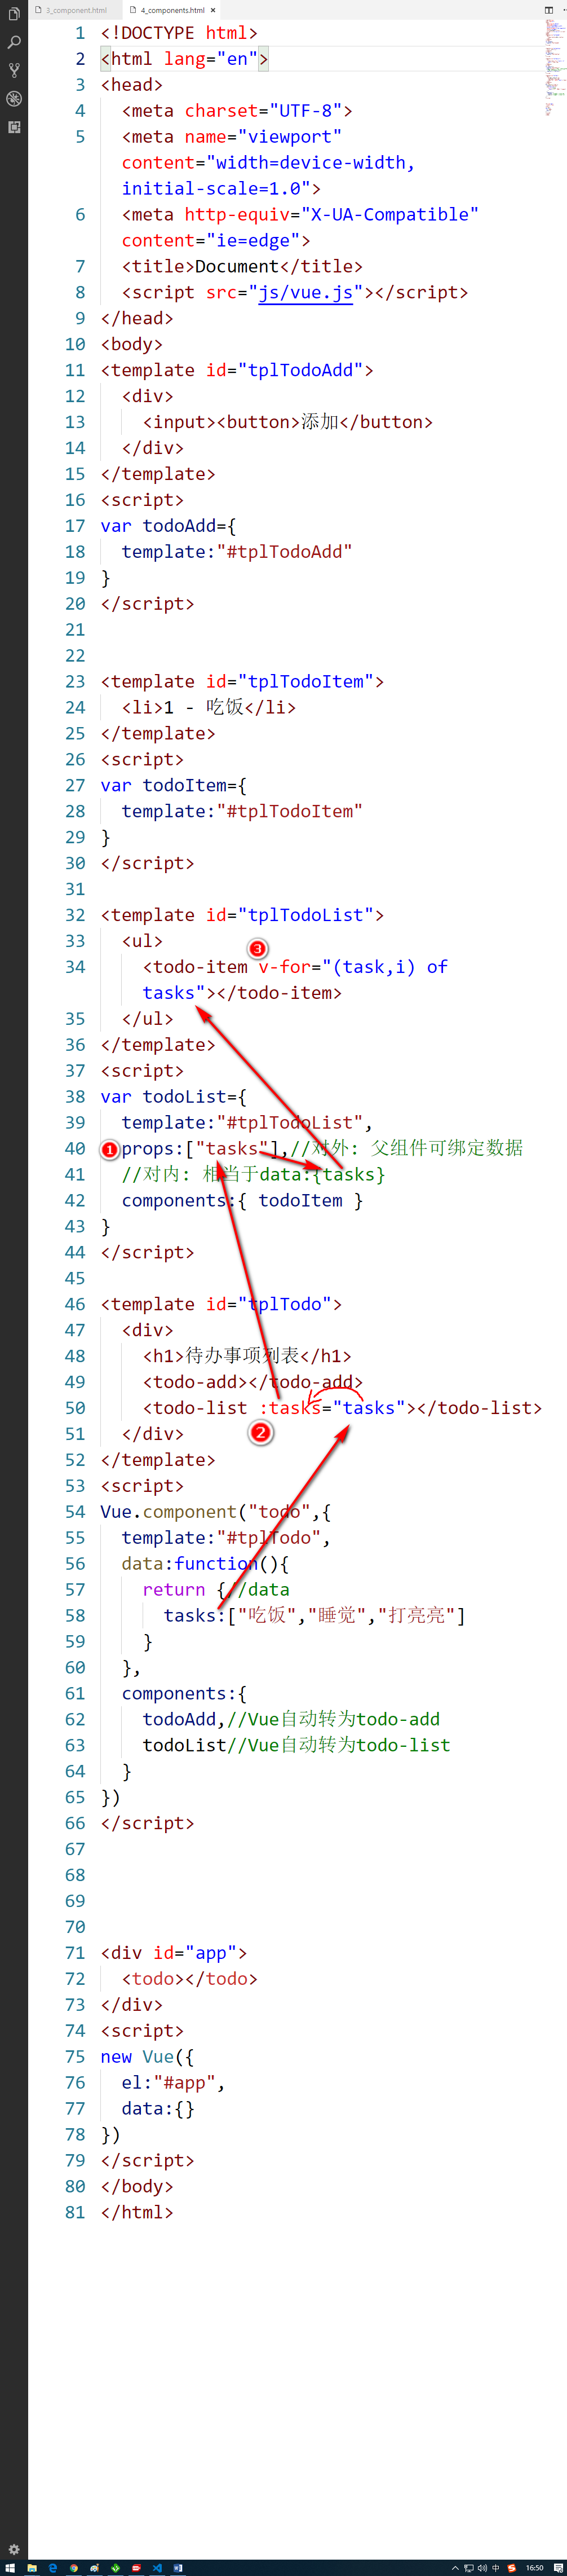 3_component.html 4_components.html ×
1 <!DOCTYPE html>
2 <html lang="en">
3 <head>
4 <meta charset="UTF-8">
5 <meta name="viewport"
content="width=device-width,
initial-scale=1.0">
6 <meta http-equiv="X-UA-Compatible"
content="ie=edge">
7 <title>Document</title>
8 <script src="js/vue.js"></script>
9 </head>
10 <body>
11 <template id="tplTodoAdd">
12 <div>
13 <input><button>添加</button>
14 </div>
15 </template>
16 <script>
17 var todoAdd={
18 template:"#tplTodoAdd"
19 }
20 </script>
21
22
23 <template id="tplTodoItem">
24 <li>1 - 吃饭</li>
25 </template>
26 <script>
27 var todoItem={
28 template:"#tplTodoItem"
29 }
30 </script>
31
32 <template id="tplTodoList">
33 <ul>
3
34 <todo-item v-for="(task,i) of
tasks"></todo-item>
35 </ul>
36 </template>
37 <script>
38 var todoList={
39 template:"#tplTodoList",
40 1 props:["tasks"],//对外: 父组件可绑定数据
41 //对内: 相当于data:{tasks}
42 components:{ todoItem }
43 }
44 </script>
45
46 <template id="tplTodo">
47 <div>
48 <h1>待办事项列表</h1>
49 <todo-add></todo-add>
50 <todo-list :tasks="tasks"></todo-list>
2
51 </div>
52 </template>
53 <script>
54 Vue.component("todo",{
55 template:"#tplTodo",
56 data:function(){
57 return {//data
58 tasks:["吃饭","睡觉","打亮亮"]
59 }
60 },
61 components:{
62 todoAdd,//Vue自动转为todo-add
63 todoList//Vue自动转为todo-list
64 }
65 })
66 </script>
67
68
69
70
71 <div id="app">
72 <todo></todo>
73 </div>
74 <script>
75 new Vue({
76 el:"#app",
77 data:{}
78 })
79 </script>
80 </body>
81 </html>
中 16:50